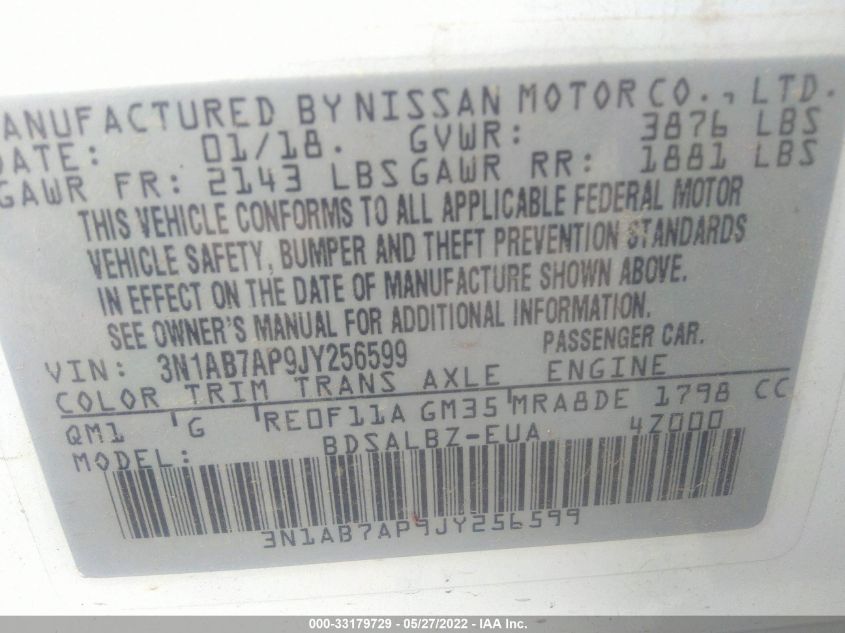 MANUFACTURED BY NISSAN MOTOR CO., LTD.
DATE: 01/18. GVWR: 3876 LBS
GAWR FR: 2143 LBS GAWR RR: 1881 LBS
THIS VEHICLE CONFORMS TO ALL APPLICABLE FEDERAL MOTOR
VEHICLE SAFETY, BUMPER AND THEFT PREVENTION STANDARDS
IN EFFECT ON THE DATE OF MANUFACTURE SHOWN ABOVE.
SEE OWNER'S MANUAL FOR ADDITIONAL INFORMATION.
VIN: 3N1AB7AP9JY256599 PASSENGER CAR.
COLOR TRIM TRANS AXLE ENGINE
QM1 G RE0F11A GM35 MRA8DE 1798 CC
MODEL: BDSALBZ-EUA 4Z000
3N1AB7AP9JY256599
000-33179729 - 05/27/2022 - IAA Inc.